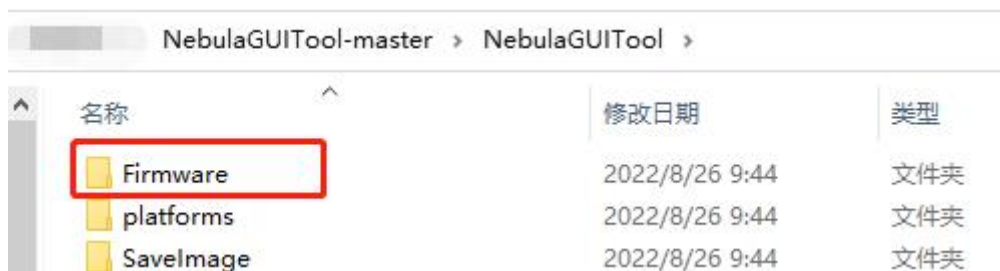 NebulaGUITool-master › NebulaGUITool ›
名称 修改日期 类型
Firmware 2022/8/26 9:44 文件夹
platforms 2022/8/26 9:44 文件夹
SaveImage 2022/8/26 9:44 文件夹